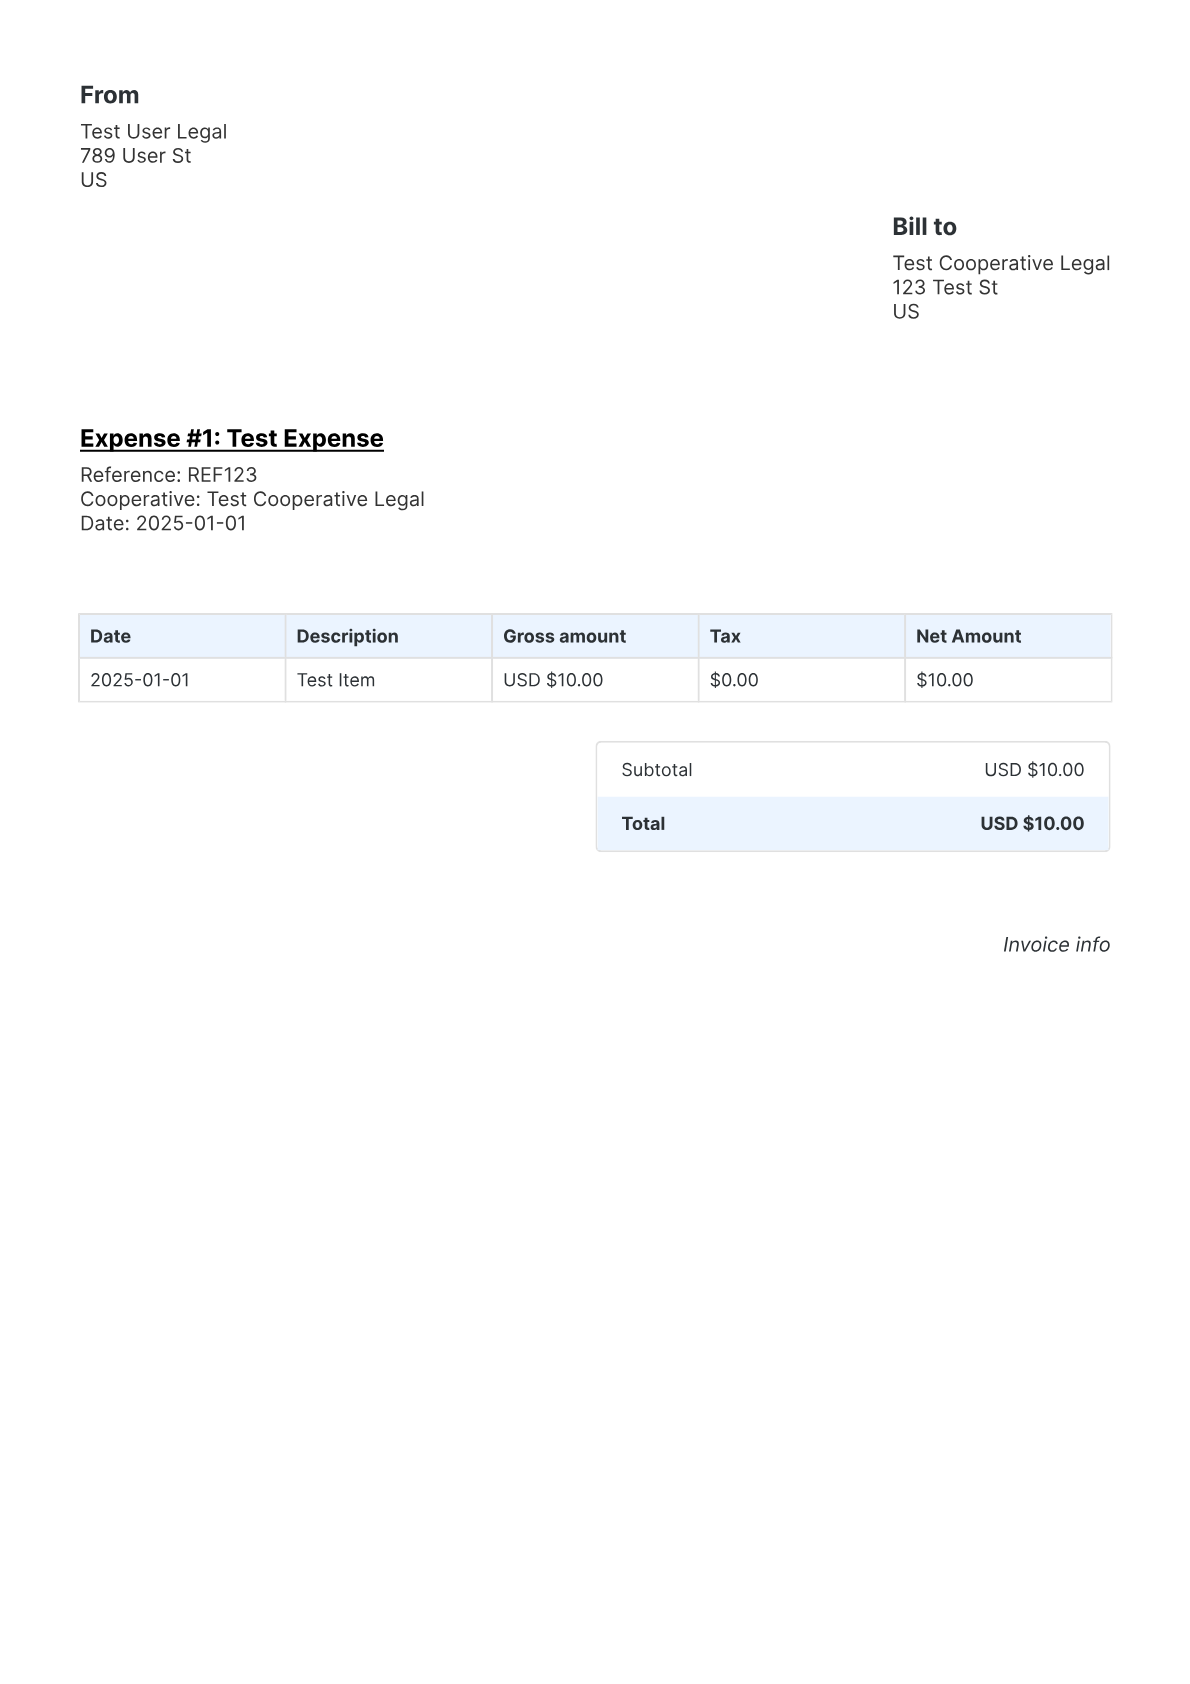 From
Test User Legal
789 User St
US
Bill to
Test Cooperative Legal
123 Test St
US
Expense #1: Test Expense
Reference: REF123
Cooperative: Test Cooperative Legal
Date: 2025-01-01
Date Description Gross amount Tax Net Amount
2025-01-01 Test Item USD $10.00 $0.00 $10.00
Subtotal USD $10.00
Total USD $10.00
Invoice info